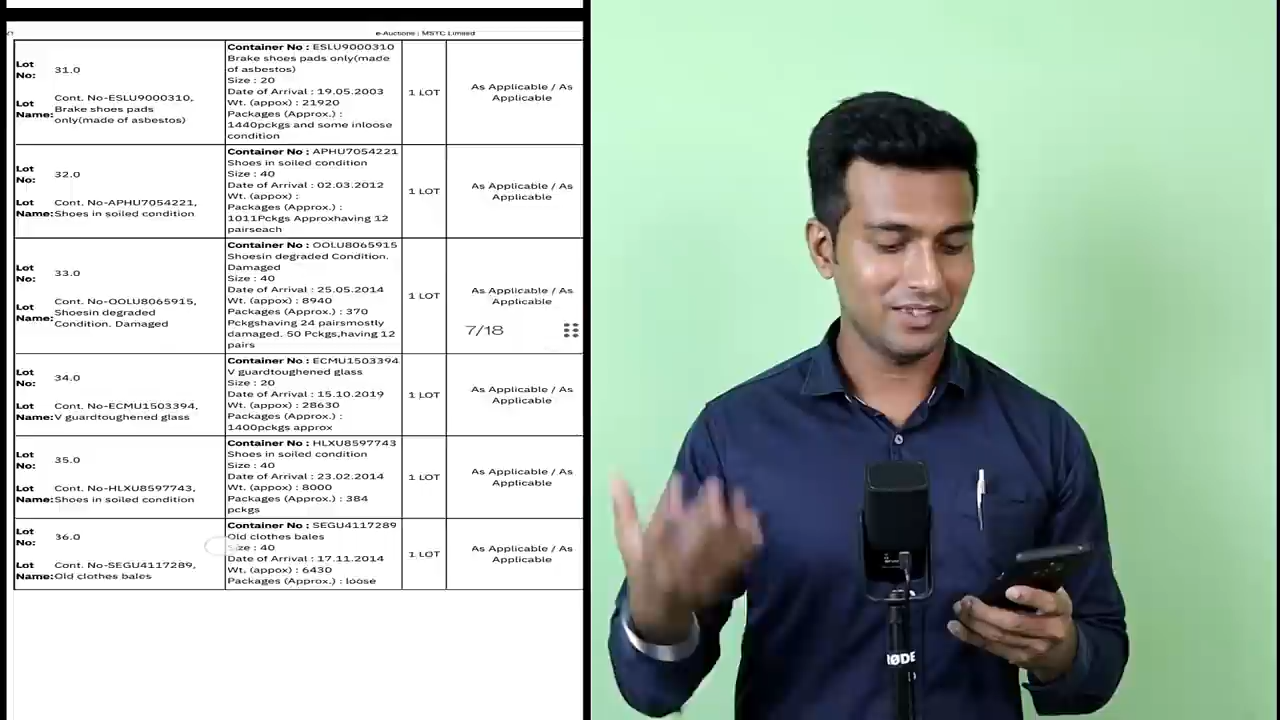 e-Auctions | MSTC Limited
Lot No: 31.0
Lot Name: Cont. No-ESLU9000310, Brake shoes pads only(made of asbestos)
Container No : ESLU9000310
Brake shoes pads only(made
of asbestos)
Size : 20
Date of Arrival : 19.05.2003
Wt. (appox) : 21920
Packages (Approx.) :
1440pckgs and some inloose
condition
1 LOT
As Applicable / As
Applicable
Lot No: 32.0
Lot Name: Cont. No-APHU7054221, Shoes in soiled condition
Container No : APHU7054221
Shoes in soiled condition
Size : 40
Date of Arrival : 02.03.2012
Wt. (appox) :
Packages (Approx.) :
1011Pckgs Approxhaving 12
pairseach
1 LOT
As Applicable / As
Applicable
Lot No: 33.0
Lot Name: Cont. No-OOLU8065915, Shoesin degraded Condition. Damaged
Container No : OOLU8065915
Shoesin degraded Condition.
Damaged
Size : 40
Date of Arrival : 25.05.2014
Wt. (appox) : 8940
Packages (Approx.) : 370
Pckgshaving 24 pairsmostly
damaged. 50 Pckgs,having 12
pairs
1 LOT
As Applicable / As
Applicable
7/18
Lot No: 34.0
Lot Name: Cont. No-ECMU1503394, V guardtoughened glass
Container No : ECMU1503394
V guardtoughened glass
Size : 20
Date of Arrival : 15.10.2019
Wt. (appox) : 28630
Packages (Approx.) :
1400pckgs approx
1 LOT
As Applicable / As
Applicable
Lot No: 35.0
Lot Name: Cont. No-HLXU8597743, Shoes in soiled condition
Container No : HLXU8597743
Shoes in soiled condition
Size : 40
Date of Arrival : 23.02.2014
Wt. (appox) : 8000
Packages (Approx.) : 384
pckgs
1 LOT
As Applicable / As
Applicable
Lot No: 36.0
Lot Name: Cont. No-SEGU4117289, Old clothes bales
Container No : SEGU4117289
Old clothes bales
Size : 40
Date of Arrival : 17.11.2014
Wt. (appox) : 6430
Packages (Approx.) : loose
1 LOT
As Applicable / As
Applicable
RØDE